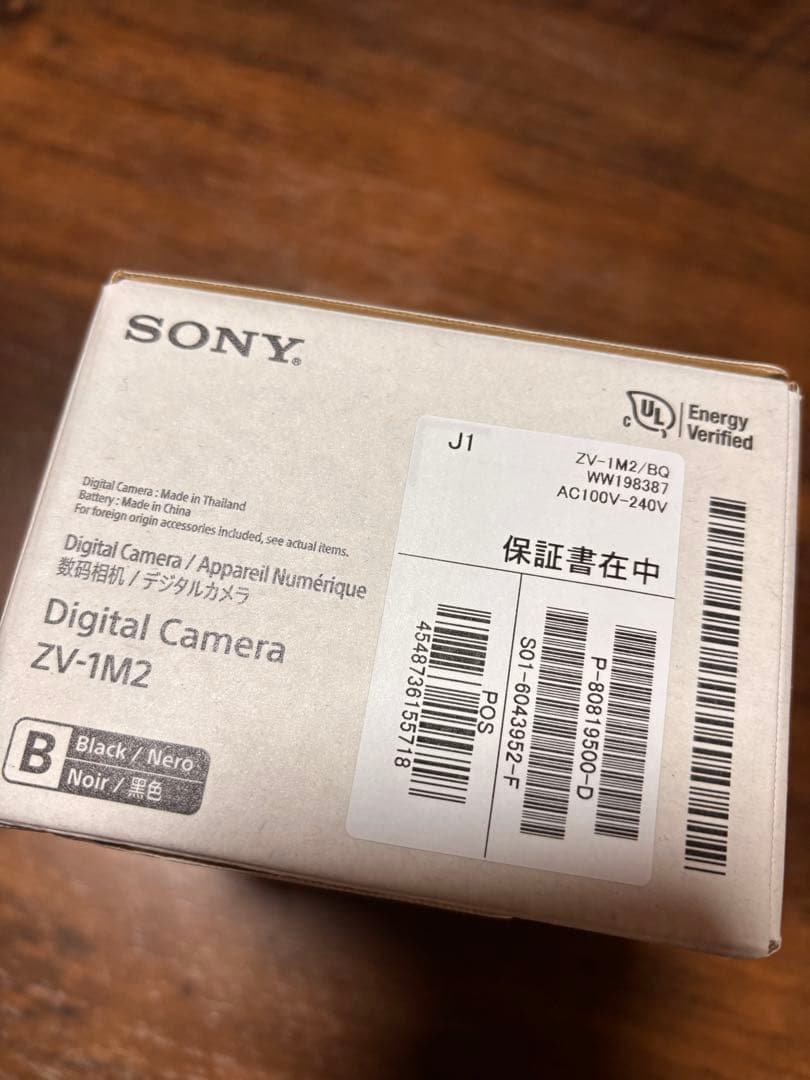 SONY®
Digital Camera : Made in Thailand
Battery : Made in China
For foreign origin accessories included, see actual items.
Digital Camera / Appareil Numérique
数码相机 / デジタルカメラ
Digital Camera
ZV-1M2
B
Black / Nero
Noir / 黑色
c UL
Energy
Verified
J1
ZV-1M2/BQ
WW198387
AC100V-240V
保証書在中
POS
4548736155718
S01-6043952-F
P-80819500-D